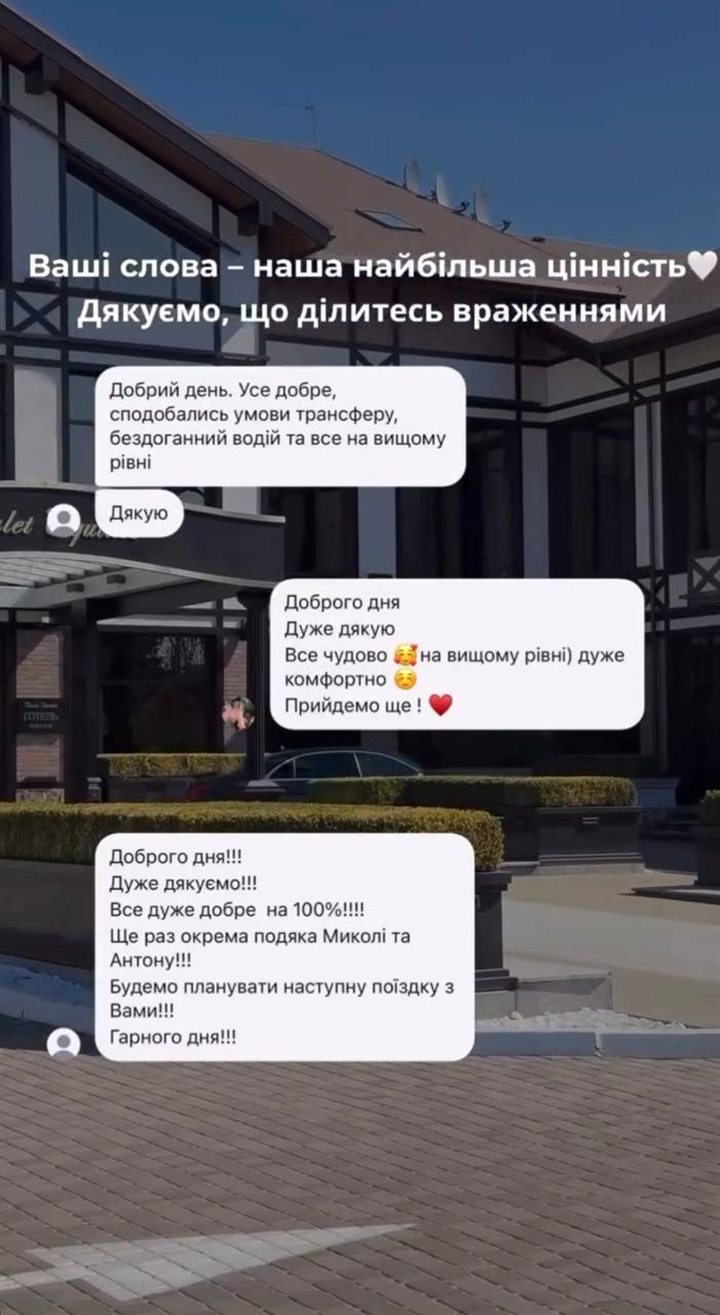 Ваші слова – наша найбільша цінність🤍
Дякуємо, що ділитесь враженнями
Добрий день. Усе добре,
сподобались умови трансферу,
бездоганний водій та все на вищому
рівні
Дякую
Доброго дня
Дуже дякую
Все чудово 🥰на вищому рівні) дуже
комфортно ☺️
Прийдемо ще ! ❤️
ГОТЕЛЬ
Доброго дня!!!
Дуже дякуємо!!!
Все дуже добре  на 100%!!!!
Ще раз окрема подяка Миколі та
Антону!!!
Будемо планувати наступну поїздку з
Вами!!!
Гарного дня!!!